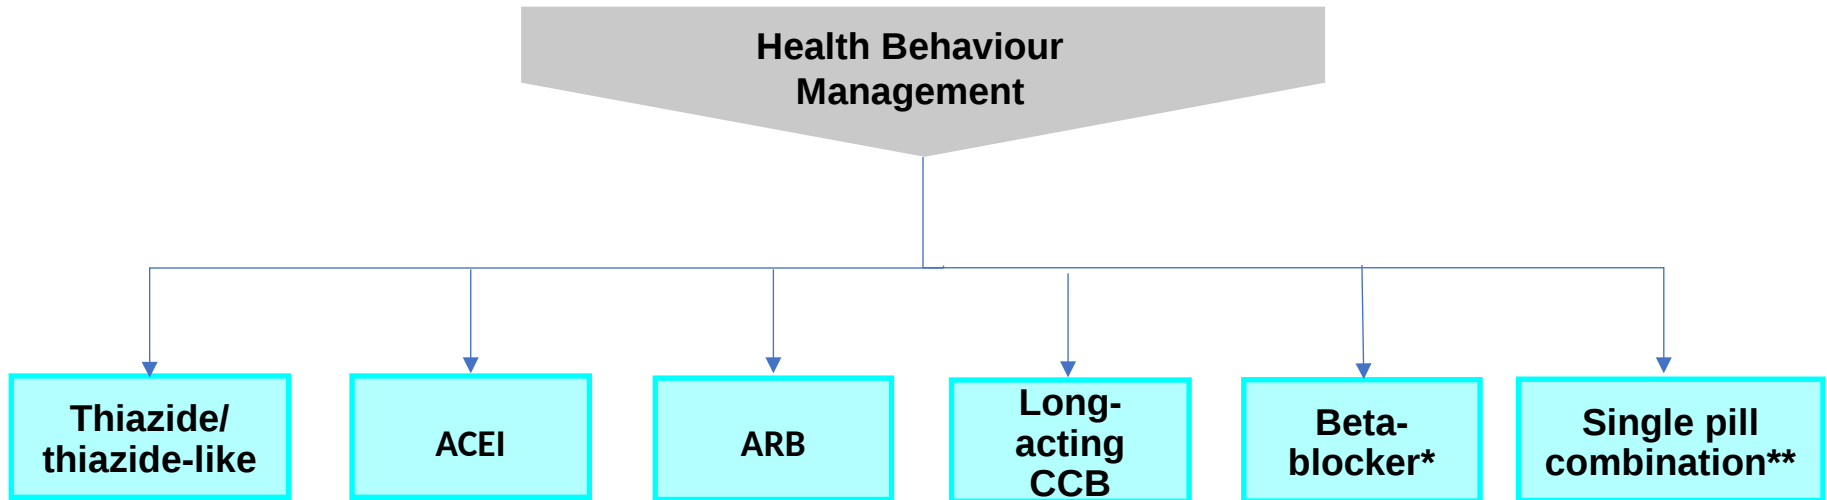 Health Behaviour
Management
Thiazide/
thiazide-like
ACEI
ARB
Long-
acting
CCB
Beta-
blocker*
Single pill
combination**